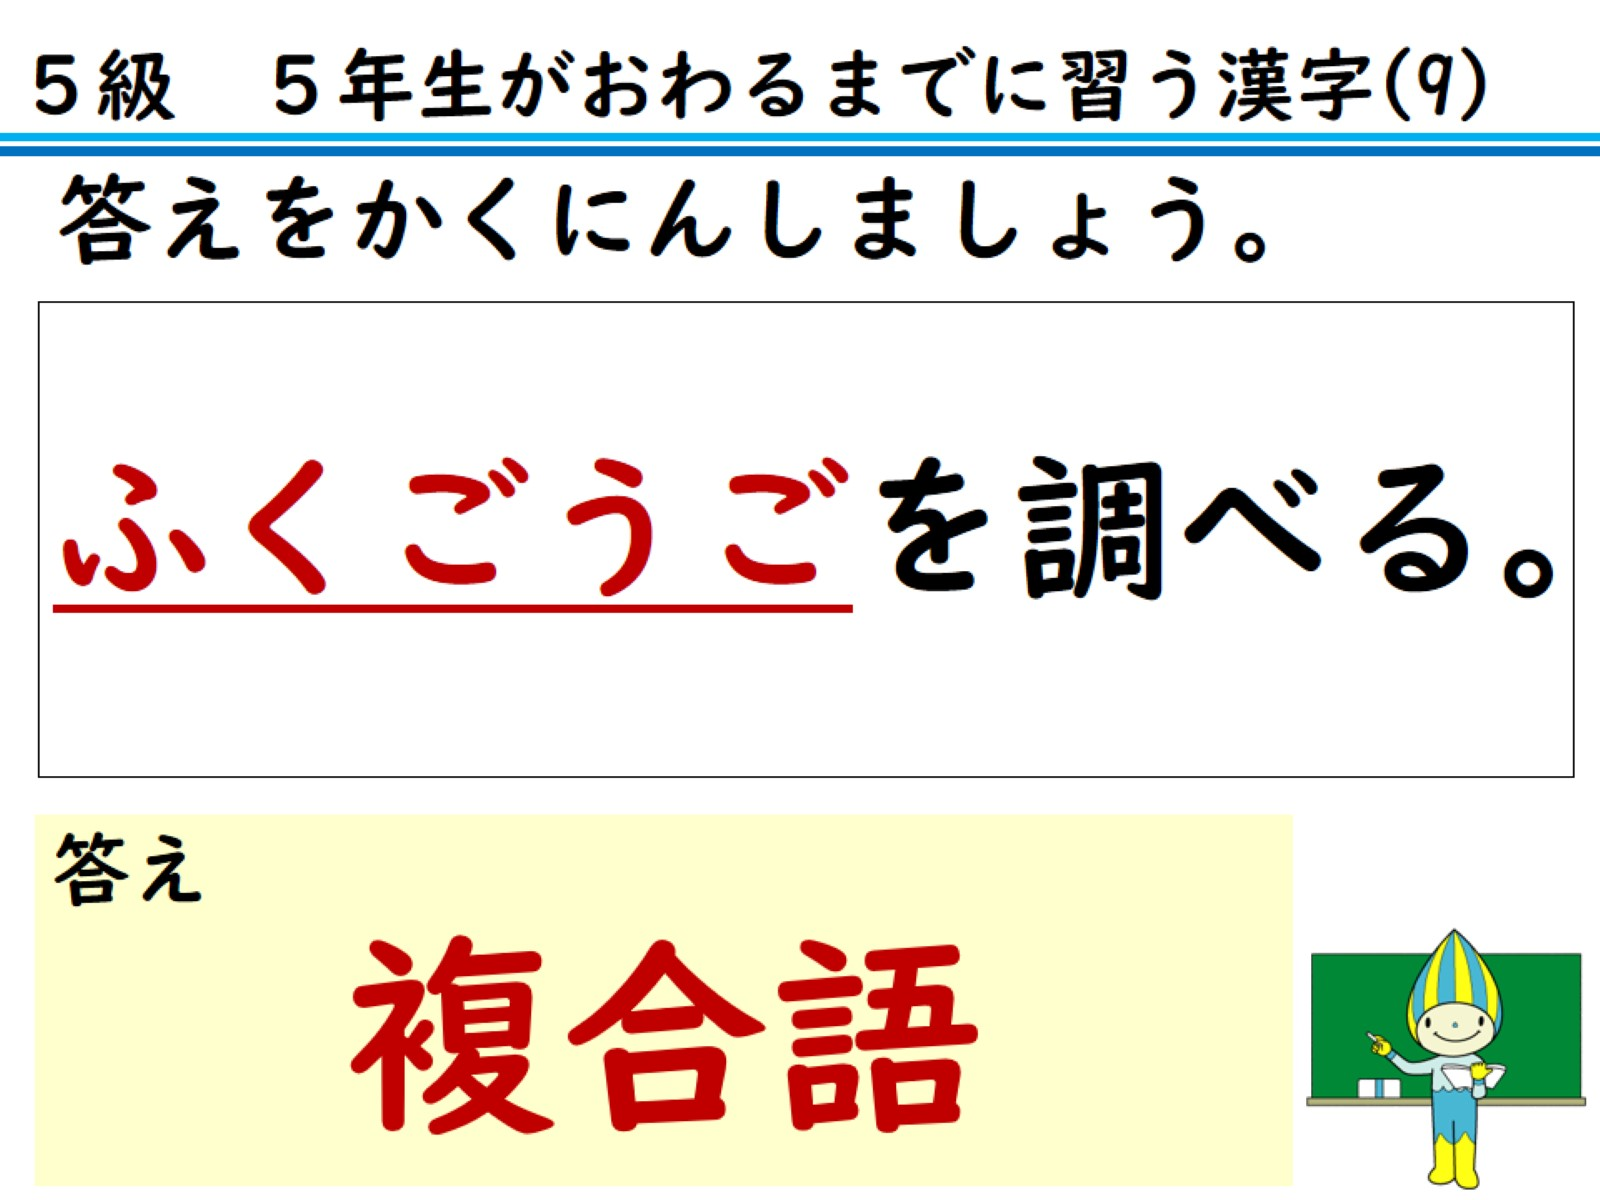 ５級　５年生がおわるまでに習う漢字(9)
答えをかくにんしましょう。
ふくごうごを調べる。
答え
複合語